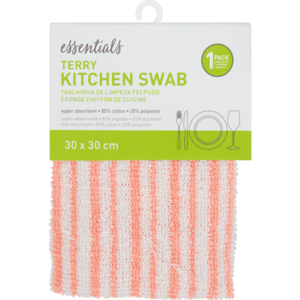 essentials
TERRY
KITCHEN SWAB
TOALHINHA DE LIMPEZA FELPUDO
ÉPONGE CHIFFON DE CUISINE
super absorbent • 80% cotton • 20% polyester
30 x 30 cm
1 PACK